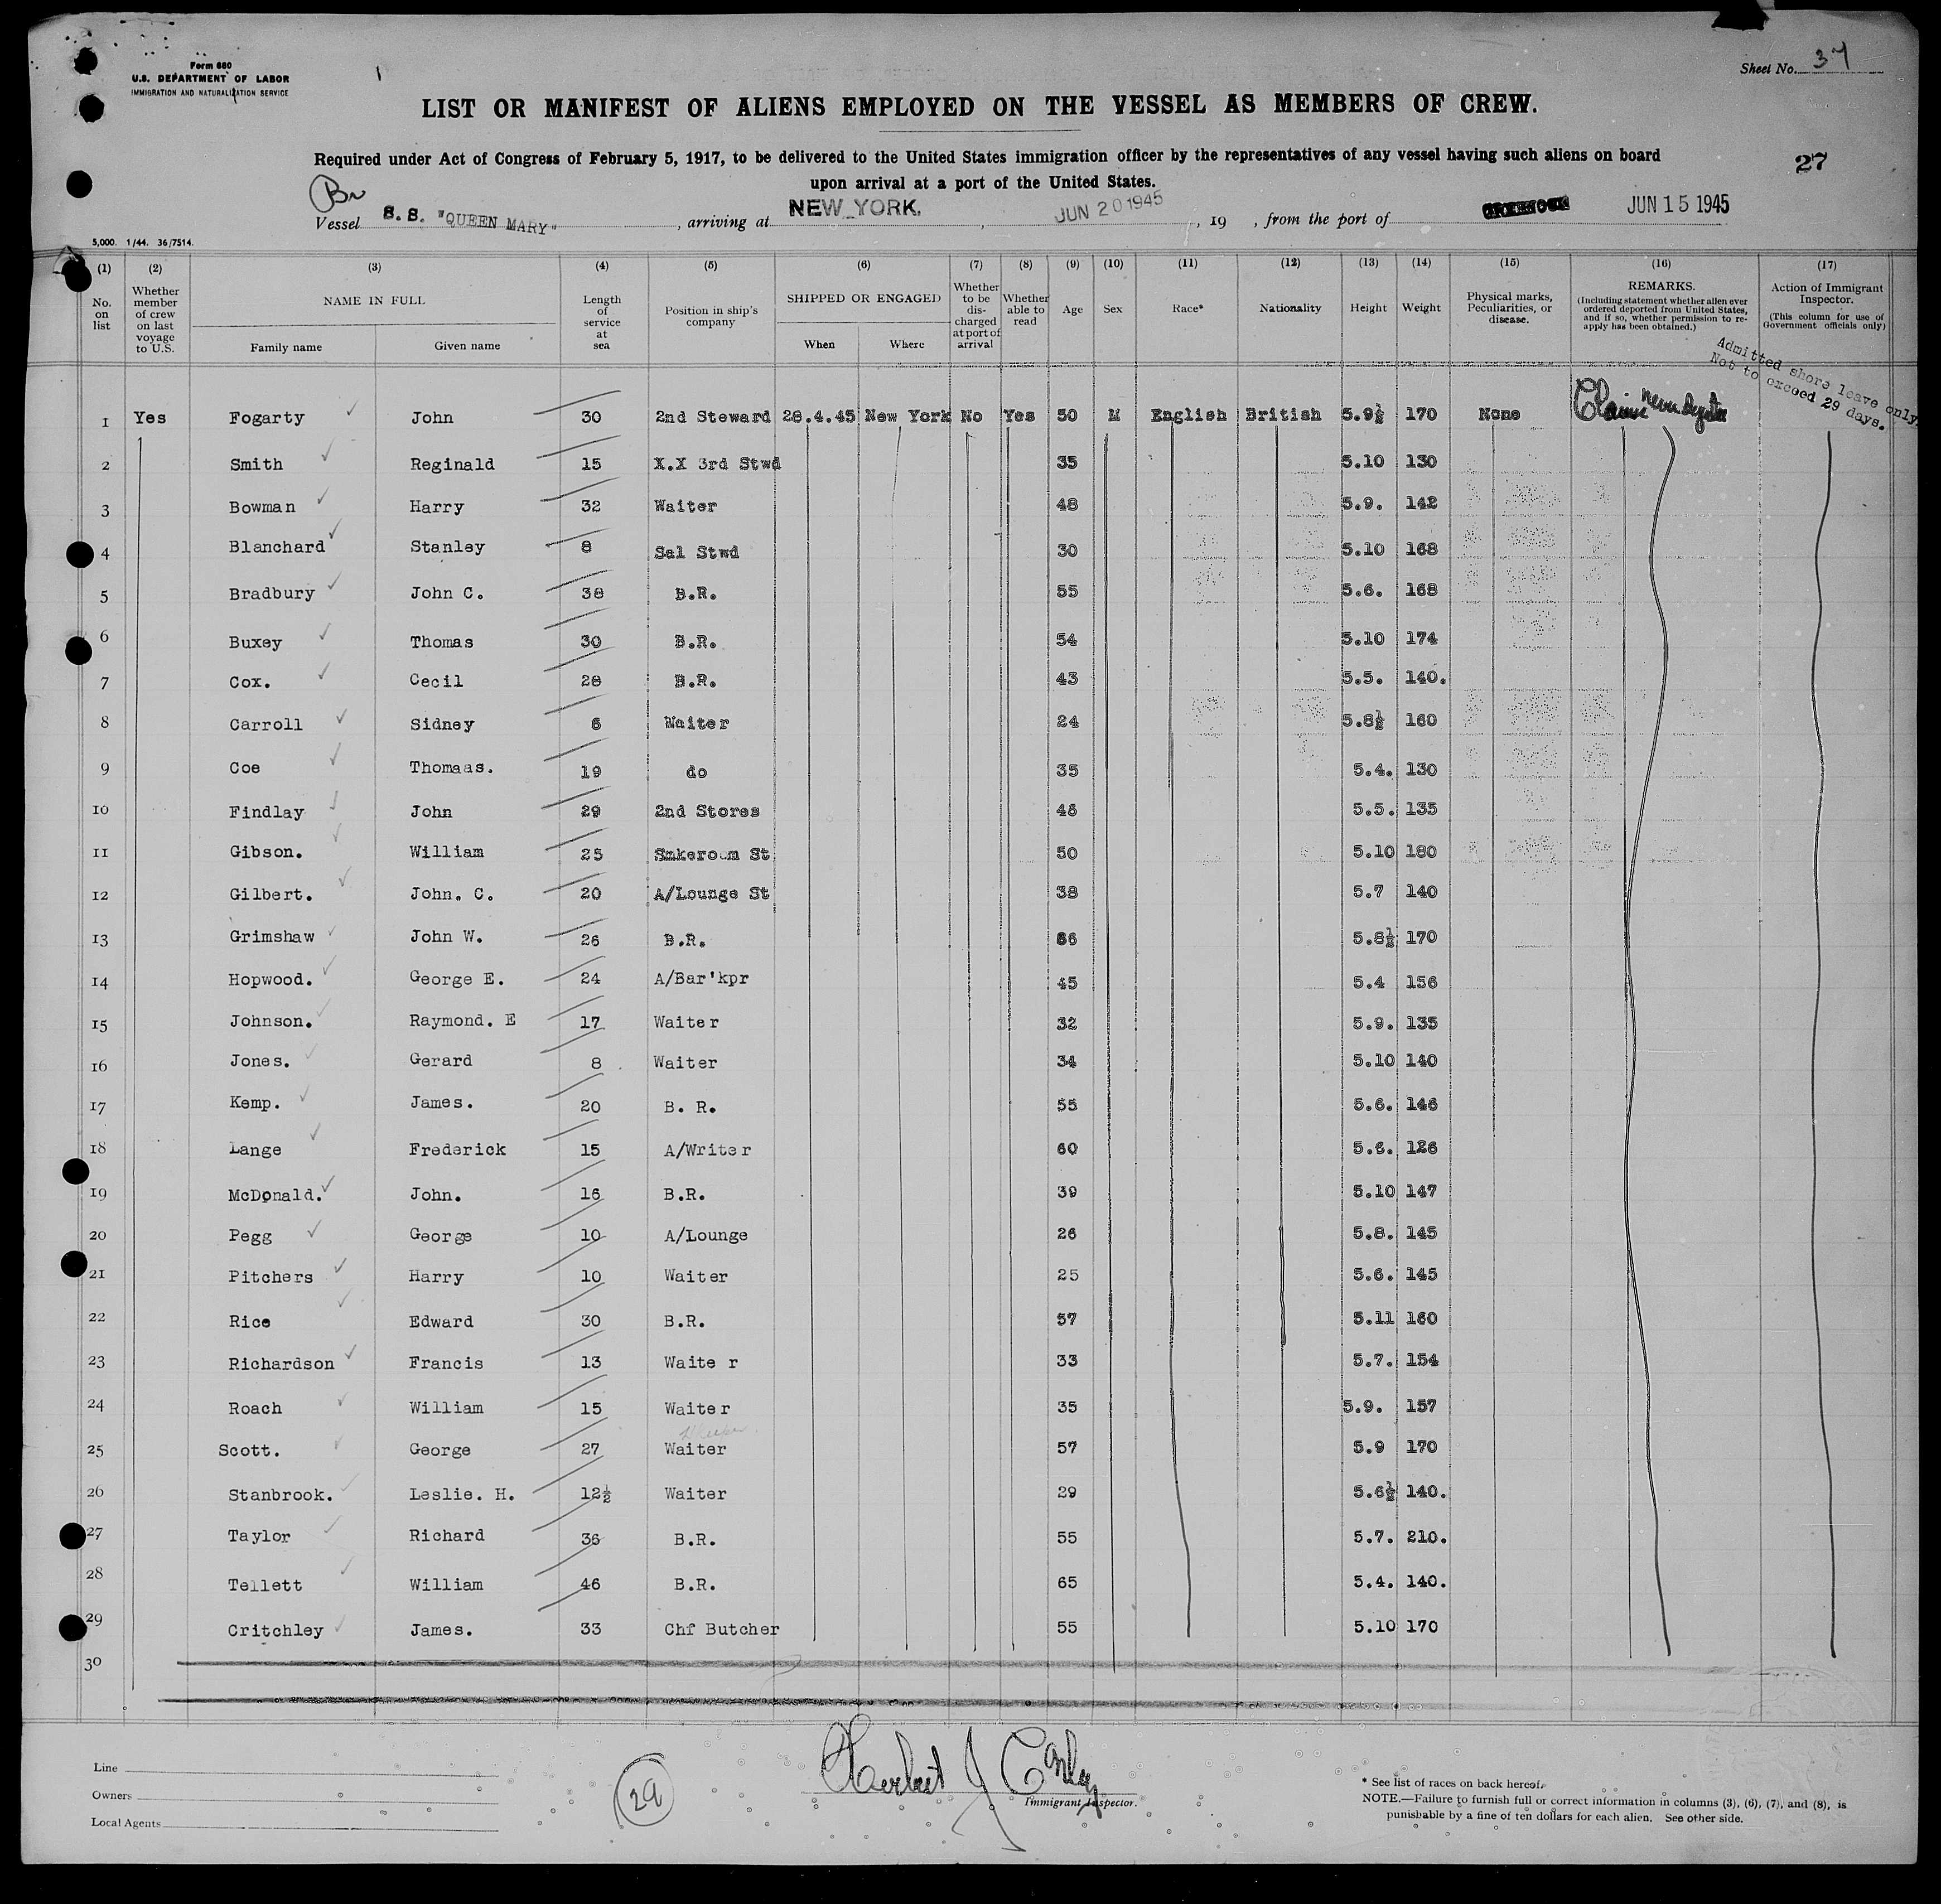 Form 680
U.S. DEPARTMENT OF LABOR
IMMIGRATION AND NATURALIZATION SERVICE
Sheet No. 37
LIST OR MANIFEST OF ALIENS EMPLOYED ON THE VESSEL AS MEMBERS OF CREW.
Required under Act of Congress of February 5, 1917, to be delivered to the United States immigration officer by the representatives of any vessel having such aliens on board
upon arrival at a port of the United States.
27
Br
Vessel S.S. "QUEEN MARY", arriving at NEW YORK, JUN 20 1945, 19 , from the port of JUN 15 1945
5,000. 1/44. 36/7514.
(1) (2) (3) (4) (5) (6) (7) (8) (9) (10) (11) (12) (13) (14) (15) (16) (17)
No. on list
Whether member of crew on last voyage to U.S.
NAME IN FULL
Family name Given name
Length of service at sea
Position in ship's company
SHIPPED OR ENGAGED
When Where
Whether to be discharged at port of arrival
Whether able to read
Age
Sex
Race*
Nationality
Height
Weight
Physical marks, Peculiarities, or disease.
REMARKS.
(Including statement whether alien ever ordered deported from United States, and if so, whether permission to reapply has been obtained.)
Action of Immigrant Inspector.
(This column for use of Government officials only)
Admitted shore leave only
Not to exceed 29 days.
1 Yes Fogarty John 30 2nd Steward 28.4.45 New York No Yes 50 M English British 5.9½ 170 None
2 Smith Reginald 15 X.X 3rd Stwd 35 5.10 130
3 Bowman Harry 32 Waiter 48 5.9. 142
4 Blanchard Stanley 8 Sal Stwd 30 5.10 168
5 Bradbury John C. 38 B.R. 55 5.6. 168
6 Buxey Thomas 30 B.R. 54 5.10 174
7 Cox. Cecil 28 B.R. 43 5.5. 140.
8 Carroll Sidney 6 Waiter 24 5.8½ 160
9 Coe Thomaas. 19 do 35 5.4. 130
10 Findlay John 29 2nd Stores 46 5.5. 135
11 Gibson. William 25 Smkeroom St 50 5.10 180
12 Gilbert. John. C. 20 A/Lounge St 38 5.7 140
13 Grimshaw John W. 26 B.R. 5.8½ 170
14 Hopwood. George E. 24 A/Bar'kpr 45 5.4 156
15 Johnson. Raymond. E 17 Waiter 32 5.9. 135
16 Jones. Gerard 8 Waiter 34 5.10 140
17 Kemp. James. 20 B. R. 55 5.6. 146
18 Lange Frederick 15 A/Writer 60 5.6. 126
19 McDonald. John. 16 B.R. 39 5.10 147
20 Pegg George 10 A/Lounge 26 5.8. 145
21 Pitchers Harry 10 Waiter 25 5.6. 145
22 Rice Edward 30 B.R. 57 5.11 160
23 Richardson Francis 13 Waite r 33 5.7. 154
24 Roach William 15 Waiter 35 5.9. 157
25 Scott. George 27 Waiter 57 5.9 170
26 Stanbrook. Leslie. H. 12½ Waiter 29 5.6½ 140.
27 Taylor Richard 36 B.R. 55 5.7. 210.
28 Tellett William 46 B.R. 65 5.4. 140.
29 Critchley James. 33 Chf Butcher 55 5.10 170
30
Line
Owners
Local Agents
29
Herbert J Conley
Immigrant Inspector.
* See list of races on back hereof.
NOTE.—Failure to furnish full or correct information in columns (3), (6), (7), and (8), is
punishable by a fine of ten dollars for each alien. See other side.